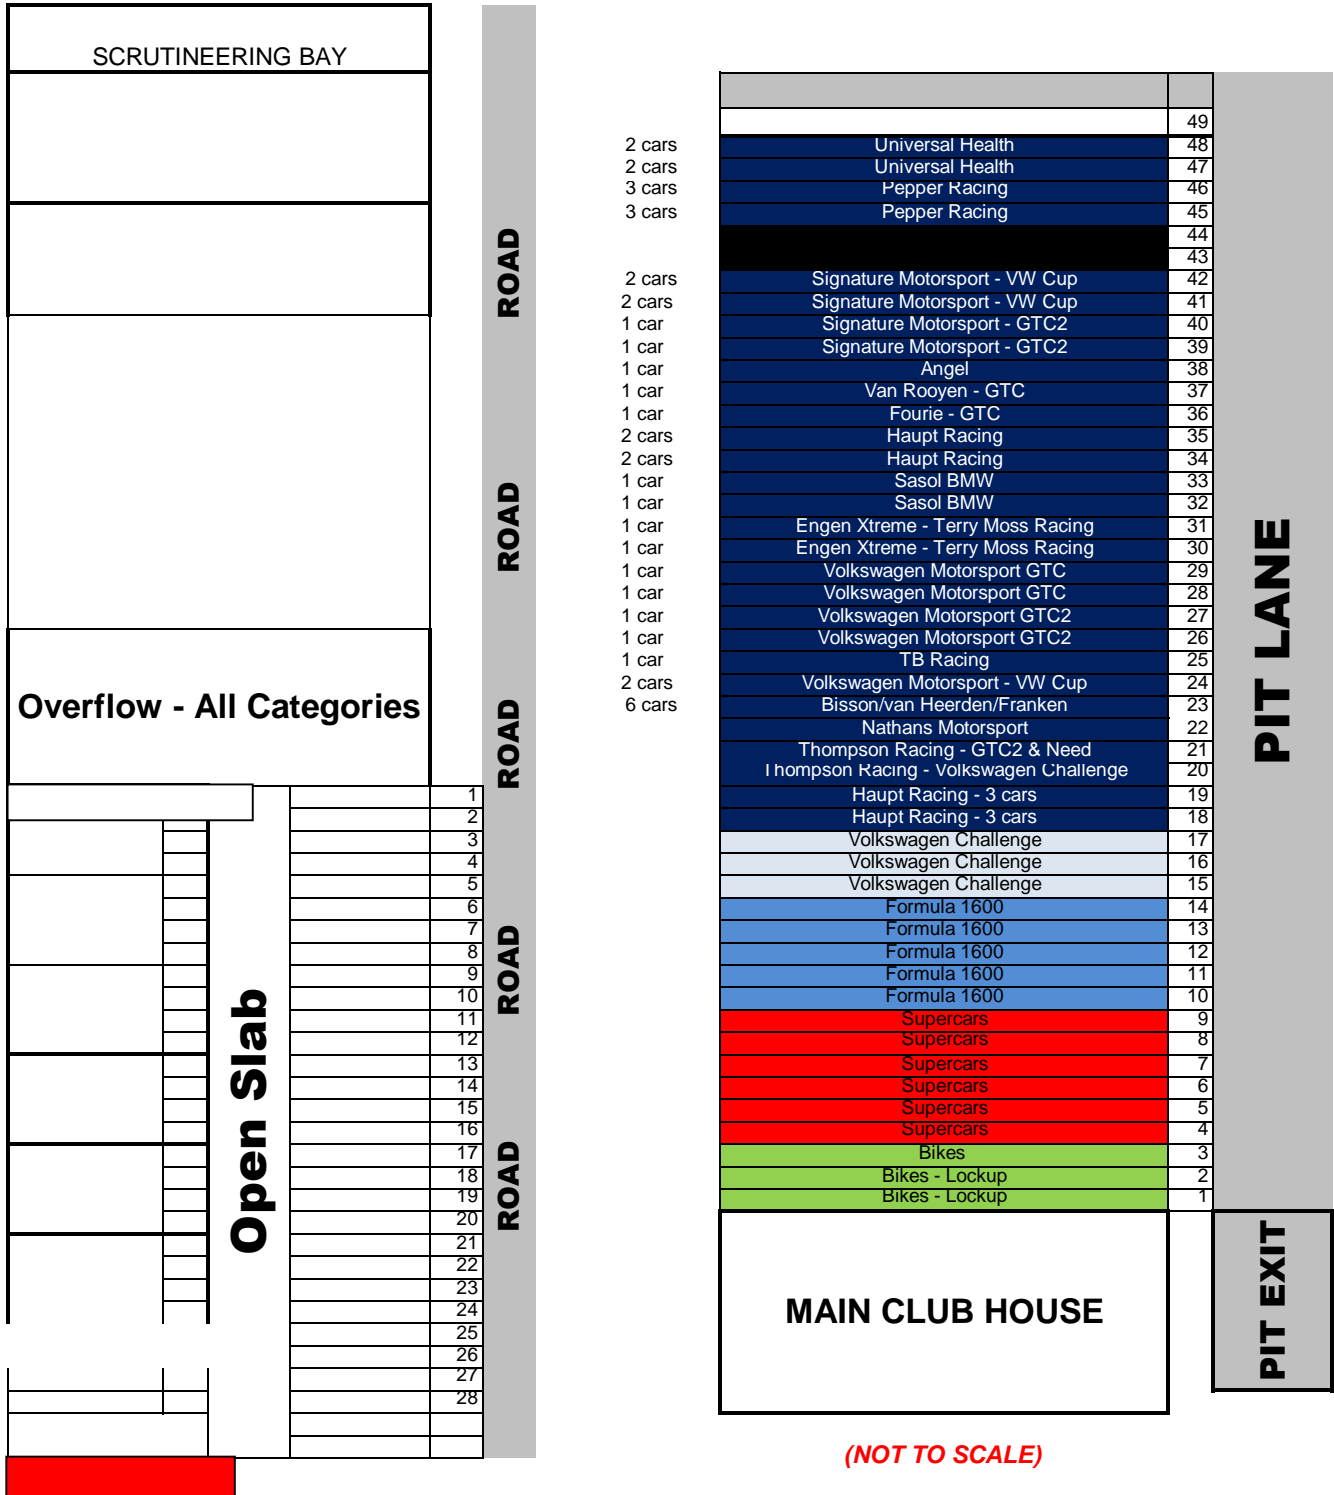 SCRUTINEERING BAY
ROAD
ROAD
ROAD
ROAD
ROAD
Overflow - All Categories
Open Slab
1
2
3
4
5
6
7
8
9
10
11
12
13
14
15
16
17
18
19
20
21
22
23
24
25
26
27
28
49
2 cars Universal Health 48
2 cars Universal Health 47
3 cars Pepper Racing 46
3 cars Pepper Racing 45
44
43
2 cars Signature Motorsport - VW Cup 42
2 cars Signature Motorsport - VW Cup 41
1 car Signature Motorsport - GTC2 40
1 car Signature Motorsport - GTC2 39
1 car Angel 38
1 car Van Rooyen - GTC 37
1 car Fourie - GTC 36
2 cars Haupt Racing 35
2 cars Haupt Racing 34
1 car Sasol BMW 33
1 car Sasol BMW 32
1 car Engen Xtreme - Terry Moss Racing 31
1 car Engen Xtreme - Terry Moss Racing 30
1 car Volkswagen Motorsport GTC 29
1 car Volkswagen Motorsport GTC 28
1 car Volkswagen Motorsport GTC2 27
1 car Volkswagen Motorsport GTC2 26
1 car TB Racing 25
2 cars Volkswagen Motorsport - VW Cup 24
6 cars Bisson/van Heerden/Franken 23
Nathans Motorsport 22
Thompson Racing - GTC2 & Need 21
Thompson Racing - Volkswagen Challenge 20
Haupt Racing - 3 cars 19
Haupt Racing - 3 cars 18
Volkswagen Challenge 17
Volkswagen Challenge 16
Volkswagen Challenge 15
Formula 1600 14
Formula 1600 13
Formula 1600 12
Formula 1600 11
Formula 1600 10
Supercars 9
Supercars 8
Supercars 7
Supercars 6
Supercars 5
Supercars 4
Bikes 3
Bikes - Lockup 2
Bikes - Lockup 1
PIT LANE
MAIN CLUB HOUSE
PIT EXIT
(NOT TO SCALE)